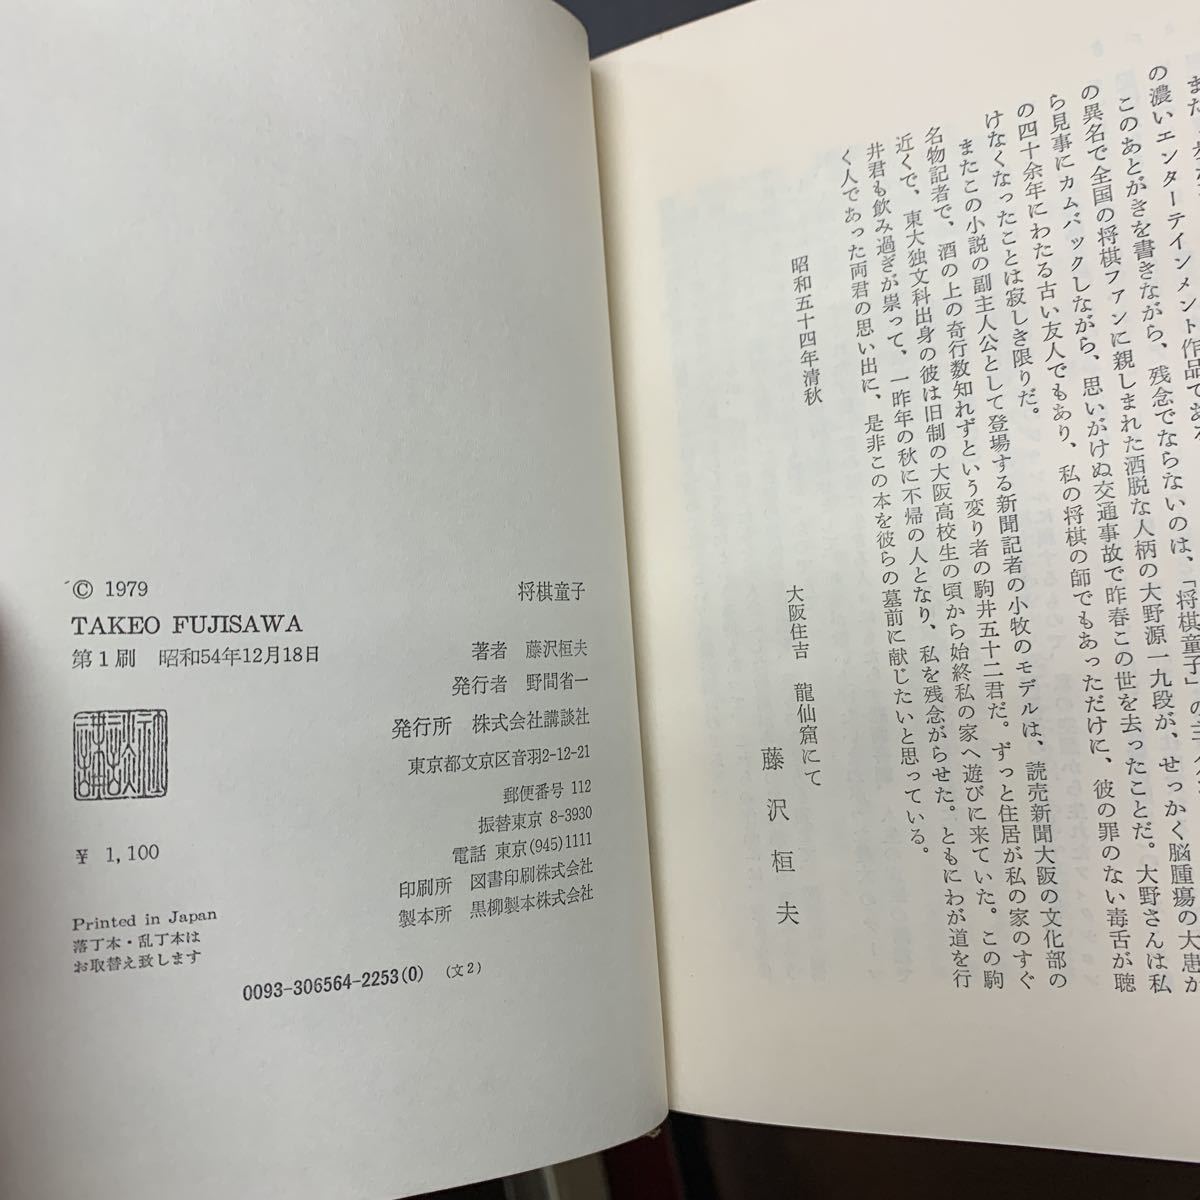 の濃いエンターテインメント作品である
このあとがきを書きながら、残念でならないのは、「将棋童子」の主
の異名で全国の将棋ファンに親しまれた洒脱な人柄の大野源一九段が、せっかく脳腫瘍の大患か
ら見事にカムバックしながら、思いがけぬ交通事故で昨春この世を去ったことだ。大野さんは私
の四十余年にわたる古い友人でもあり、私の将棋の師でもあっただけに、彼の罪のない毒舌が聴
けなくなったことは寂しき限りだ。
またこの小説の副主人公として登場する新聞記者の小牧のモデルは、読売新聞大阪の文化部の
名物記者で、酒の上の奇行数知れずという変り者の駒井五十二君だ。ずっと住居が私の家のすぐ
近くで、東大独文科出身の彼は旧制の大阪高校生の頃から始終私の家へ遊びに来ていた。この駒
井君も飲み過ぎが祟って、一昨年の秋に不帰の人となり、私を残念がらせた。ともにわが道を行
く人であった両君の思い出に、是非この本を彼らの墓前に献じたいと思っている。
昭和五十四年清秋
大阪住吉 龍仙窟にて
藤沢桓夫
将棋童子
著者 藤沢桓夫
発行者 野間省一
発行所 株式会社講談社
東京都文京区音羽2-12-21
郵便番号 112
振替東京 8-3930
電話 東京(945)1111
印刷所 図書印刷株式会社
製本所 黒柳製本株式会社
© 1979
TAKEO FUJISAWA
第1刷 昭和54年12月18日
¥ 1,100
Printed in Japan
落丁本・乱丁本は
お取替え致します
0093-306564-2253(0) (文2)